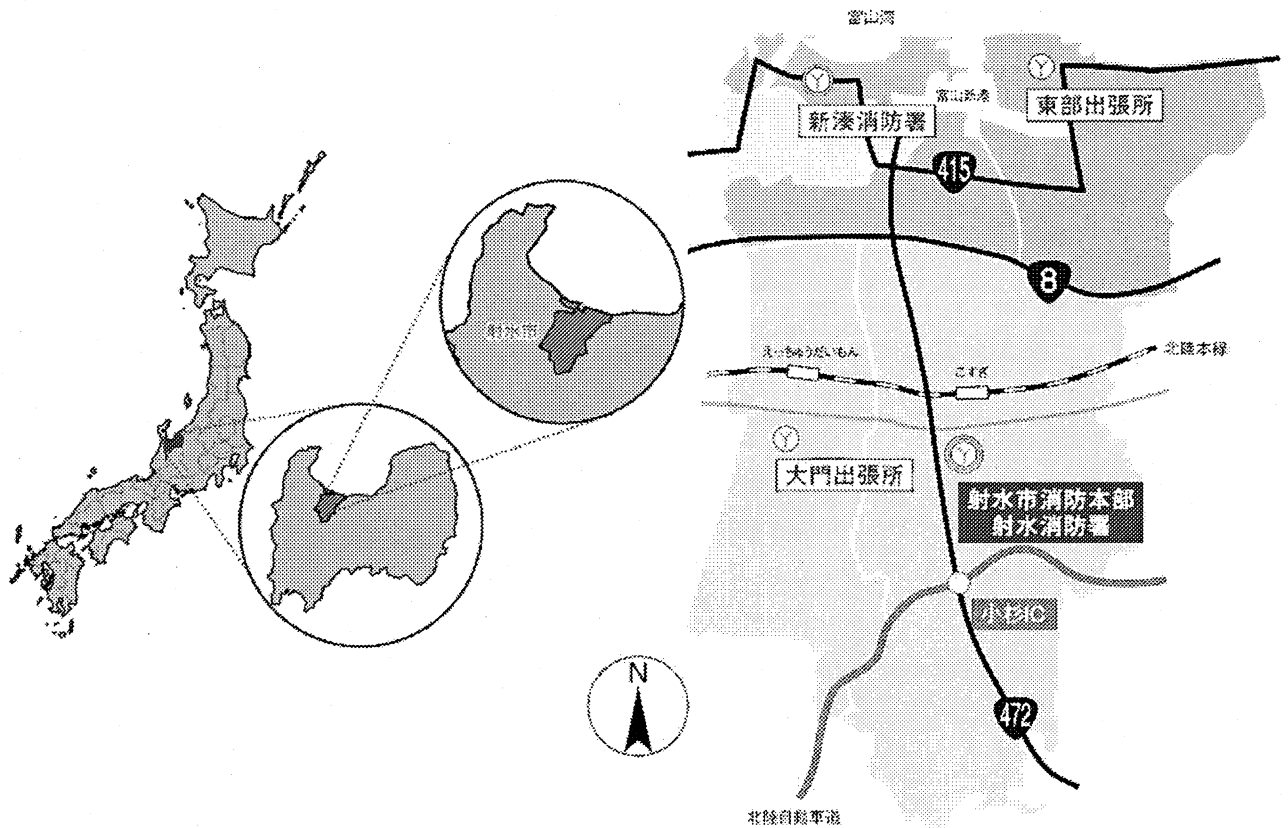 富山湾
新湊消防署
富山新港
東部出張所
415
8
射水市
えっちゅうだいもん
こすぎ
北陸本線
大門出張所
射水市消防本部
射水消防署
小杉IC
N
472
北陸自動車道